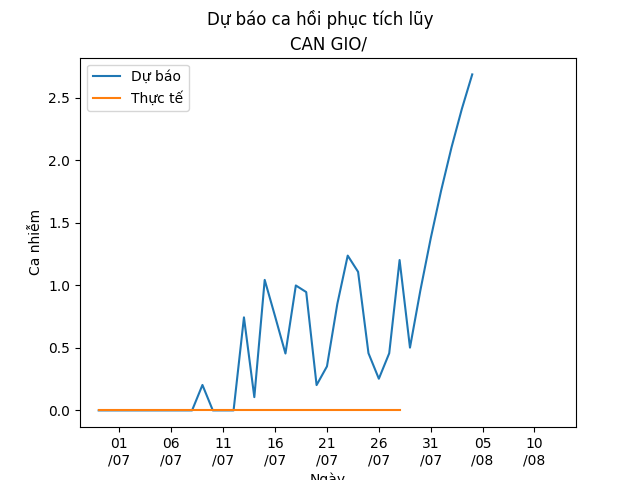 Dự báo ca hồi phục tích lũy
CAN GIO/
Dự báo
Thực tế
Ca nhiễm
2.5
2.0
1.5
1.0
0.5
0.0
01 06 11 16 21 26 31 05 10
/07 /07 /07 /07 /07 /07 /07 /08 /08
Ngày